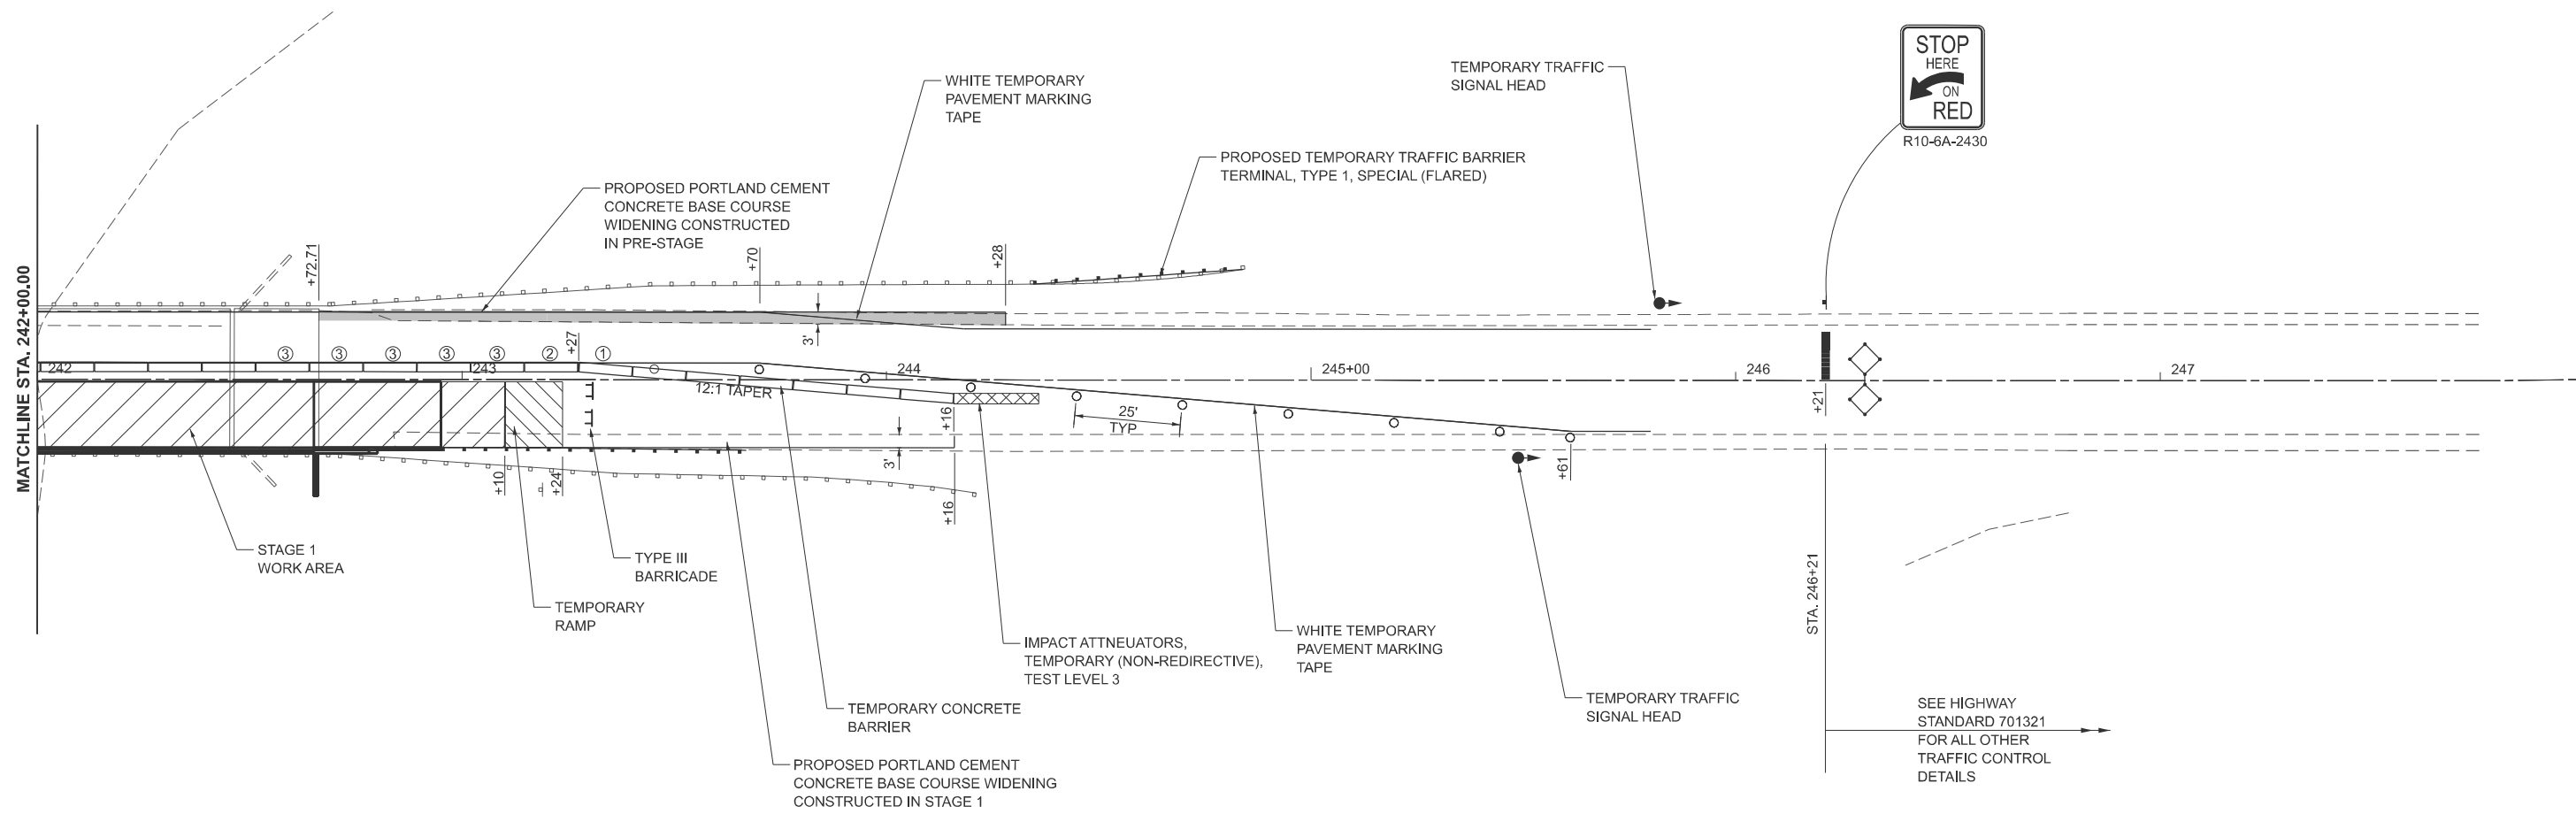 STOP
HERE
ON
RED
R10-6A-2430
TEMPORARY TRAFFIC
SIGNAL HEAD
WHITE TEMPORARY
PAVEMENT MARKING
TAPE
PROPOSED TEMPORARY TRAFFIC BARRIER
TERMINAL, TYPE 1, SPECIAL (FLARED)
PROPOSED PORTLAND CEMENT
CONCRETE BASE COURSE
WIDENING CONSTRUCTED
IN PRE-STAGE
MATCHLINE STA. 242+00.00
+72.71
+70
+28
3'
+27
3 3 3 3 3 2 1
242
243
244
245+00
246
247
12:1 TAPER
+16
25'
TYP
+21
3'
+10
+24
+16
+61
STAGE 1
WORK AREA
TYPE III
BARRICADE
TEMPORARY
RAMP
IMPACT ATTNEUATORS,
TEMPORARY (NON-REDIRECTIVE),
TEST LEVEL 3
WHITE TEMPORARY
PAVEMENT MARKING
TAPE
TEMPORARY CONCRETE
BARRIER
TEMPORARY TRAFFIC
SIGNAL HEAD
PROPOSED PORTLAND CEMENT
CONCRETE BASE COURSE WIDENING
CONSTRUCTED IN STAGE 1
STA. 246+21
SEE HIGHWAY
STANDARD 701321
FOR ALL OTHER
TRAFFIC CONTROL
DETAILS